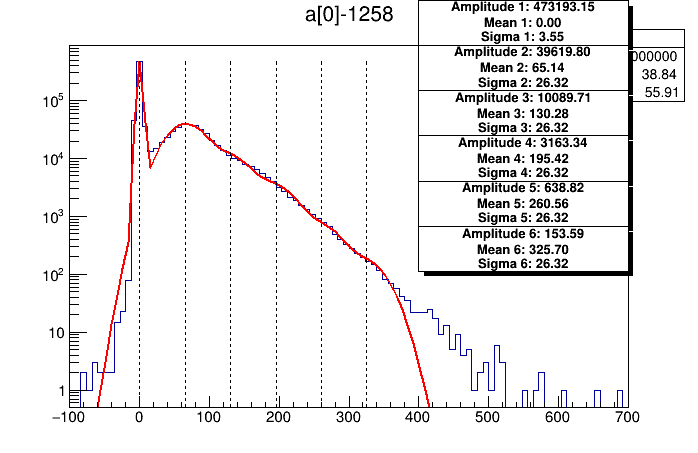 a[0]-1258
Amplitude 1: 473193.15
Mean 1: 0.00
Sigma 1: 3.55
Amplitude 2: 39619.80
Mean 2: 65.14
Sigma 2: 26.32
Amplitude 3: 10089.71
Mean 3: 130.28
Sigma 3: 26.32
Amplitude 4: 3163.34
Mean 4: 195.42
Sigma 4: 26.32
Amplitude 5: 638.82
Mean 5: 260.56
Sigma 5: 26.32
Amplitude 6: 153.59
Mean 6: 325.70
Sigma 6: 26.32
38.84
55.91
10^5
10^4
10^3
10^2
10
1
−100 0 100 200 300 400 500 600 700